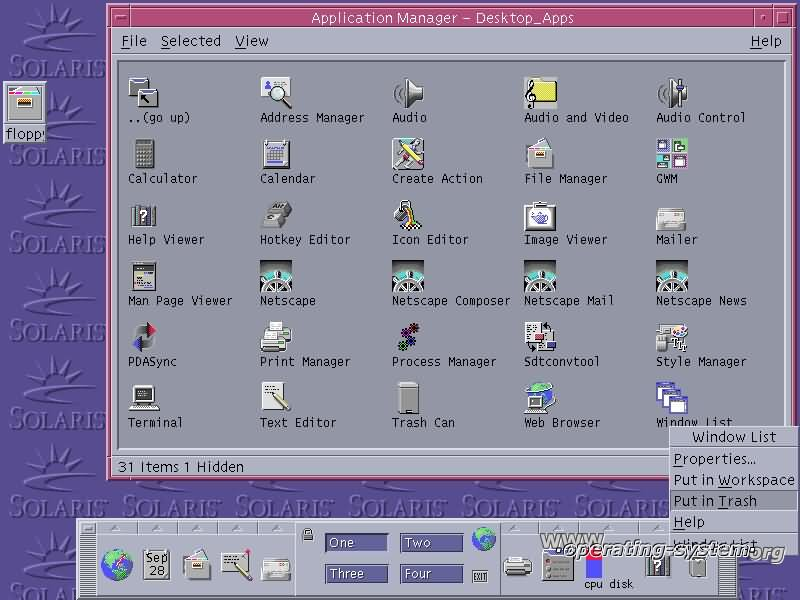 Application Manager - Desktop_Apps
File Selected View Help
..(go up) Address Manager Audio Audio and Video Audio Control
Calculator Calendar Create Action File Manager GWM
Help Viewer Hotkey Editor Icon Editor Image Viewer Mailer
Man Page Viewer Netscape Netscape Composer Netscape Mail Netscape News
PDASync Print Manager Process Manager Sdtconvtool Style Manager
Terminal Text Editor Trash Can Web Browser Window List
31 Items 1 Hidden
Window List
Properties...
Put in Workspace
Put in Trash
Help
Window List
floppy
SOLARIS
SOLARIS
SOLARIS
SOLARIS
SOLARIS
SOLARIS
SOLARIS SOLARIS SOLARIS SOLARIS SOLARIS
One Two
Three Four
EXIT
Sep
28
cpu disk
www
.operating-system.org